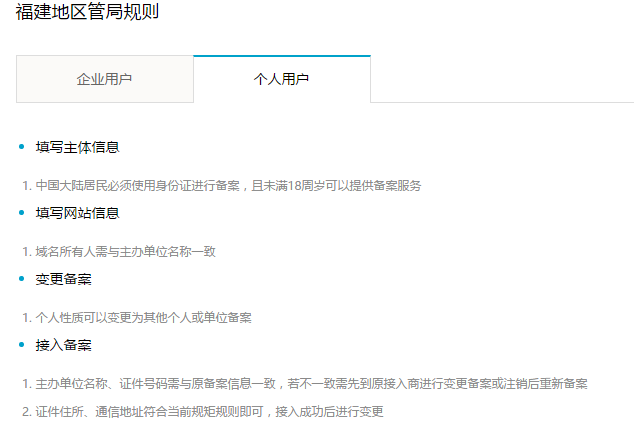 福建地区管局规则
企业用户
个人用户
填写主体信息
1. 中国大陆居民必须使用身份证进行备案，且未满18周岁可以提供备案服务
填写网站信息
1. 域名所有人需与主办单位名称一致
变更备案
1. 个人性质可以变更为其他个人或单位备案
接入备案
1. 主办单位名称、证件号码需与原备案信息一致，若不一致需先到原接入商进行变更备案或注销后重新备案
2. 证件住所、通信地址符合当前规矩规则即可，接入成功后进行变更